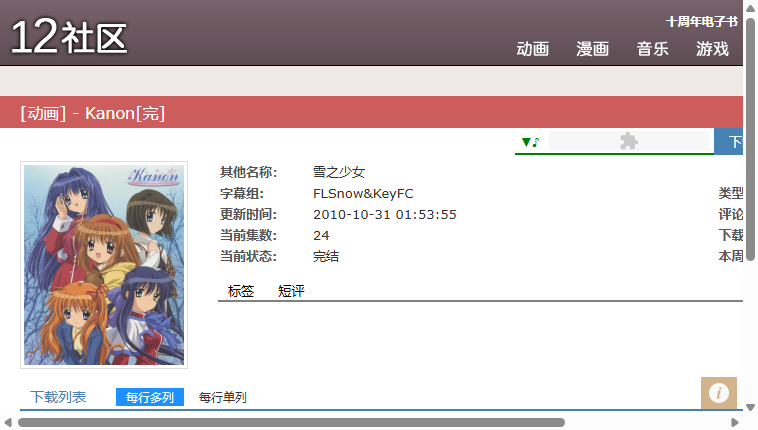 十周年电子书
12社区
动画 漫画 音乐 游戏
[动画] - Kanon[完]
▼♪ 下
Kanon
其他名称: 雪之少女
字幕组: FLSnow&KeyFC 类型
更新时间: 2010-10-31 01:53:55 评论
当前集数: 24 下载
当前状态: 完结 本周
标签 短评
下载列表 每行多列 每行单列
i